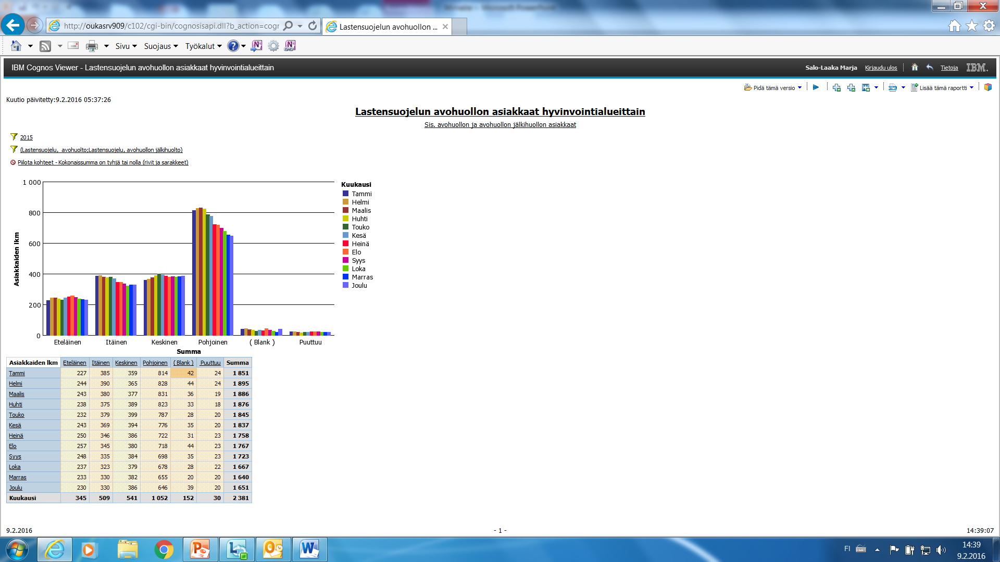 http://oukasrv909/c102/cgi-bin/cognosisapi.dll?b_action=cogr
Lastensuojelun avohuollon ...
Sivu Suojaus Työkalut
IBM Cognos Viewer - Lastensuojelun avohuollon asiakkaat hyvinvointialueittain
Salo-Laaka Marja Kirjaudu ulos Tietoja IBM.
Pidä tämä versio Lisää tämä raportti
Kuutio päivitetty:9.2.2016 05:37:26
Lastensuojelun avohuollon asiakkaat hyvinvointialueittain
Sis. avohuollon ja avohuollon jälkihuollon asiakkaat
2015
(Lastensuojelu, avohuolto;Lastensuojelu, avohuollon jälkihuolto)
Piilota kohteet - Kokonaissumma on tyhjä tai nolla (rivit ja sarakkeet)
1 000
800
600
400
200
0
Asiakkaiden lkm
Eteläinen Itäinen Keskinen Pohjoinen ( Blank ) Puuttuu
Summa
Kuukausi
Tammi
Helmi
Maalis
Huhti
Touko
Kesä
Heinä
Elo
Syys
Loka
Marras
Joulu
Asiakkaiden lkm Eteläinen Itäinen Keskinen Pohjoinen ( Blank ) Puuttuu Summa
Tammi 227 385 359 814 42 24 1 851
Helmi 244 390 365 828 44 24 1 895
Maalis 243 380 377 831 36 19 1 886
Huhti 238 375 389 823 33 18 1 876
Touko 232 379 399 787 28 20 1 845
Kesä 243 369 394 776 35 20 1 837
Heinä 250 346 386 722 31 23 1 758
Elo 257 345 380 718 44 23 1 767
Syys 248 335 384 698 35 23 1 723
Loka 237 323 379 678 28 22 1 667
Marras 233 330 382 655 20 20 1 640
Joulu 230 330 386 646 39 20 1 651
Kuukausi 345 509 541 1 052 152 30 2 381
9.2.2016 - 1 - 14:39:07
FI 14:39
9.2.2016